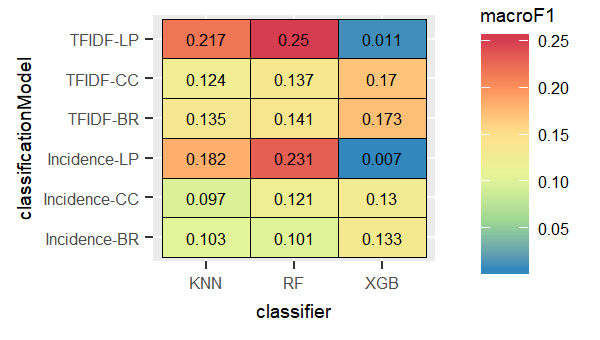 macroF1
TFIDF-LP 0.217 0.25 0.011
TFIDF-CC 0.124 0.137 0.17
TFIDF-BR 0.135 0.141 0.173
Incidence-LP 0.182 0.231 0.007
Incidence-CC 0.097 0.121 0.13
Incidence-BR 0.103 0.101 0.133
KNN RF XGB
classifier
classificationModel
0.25
0.20
0.15
0.10
0.05